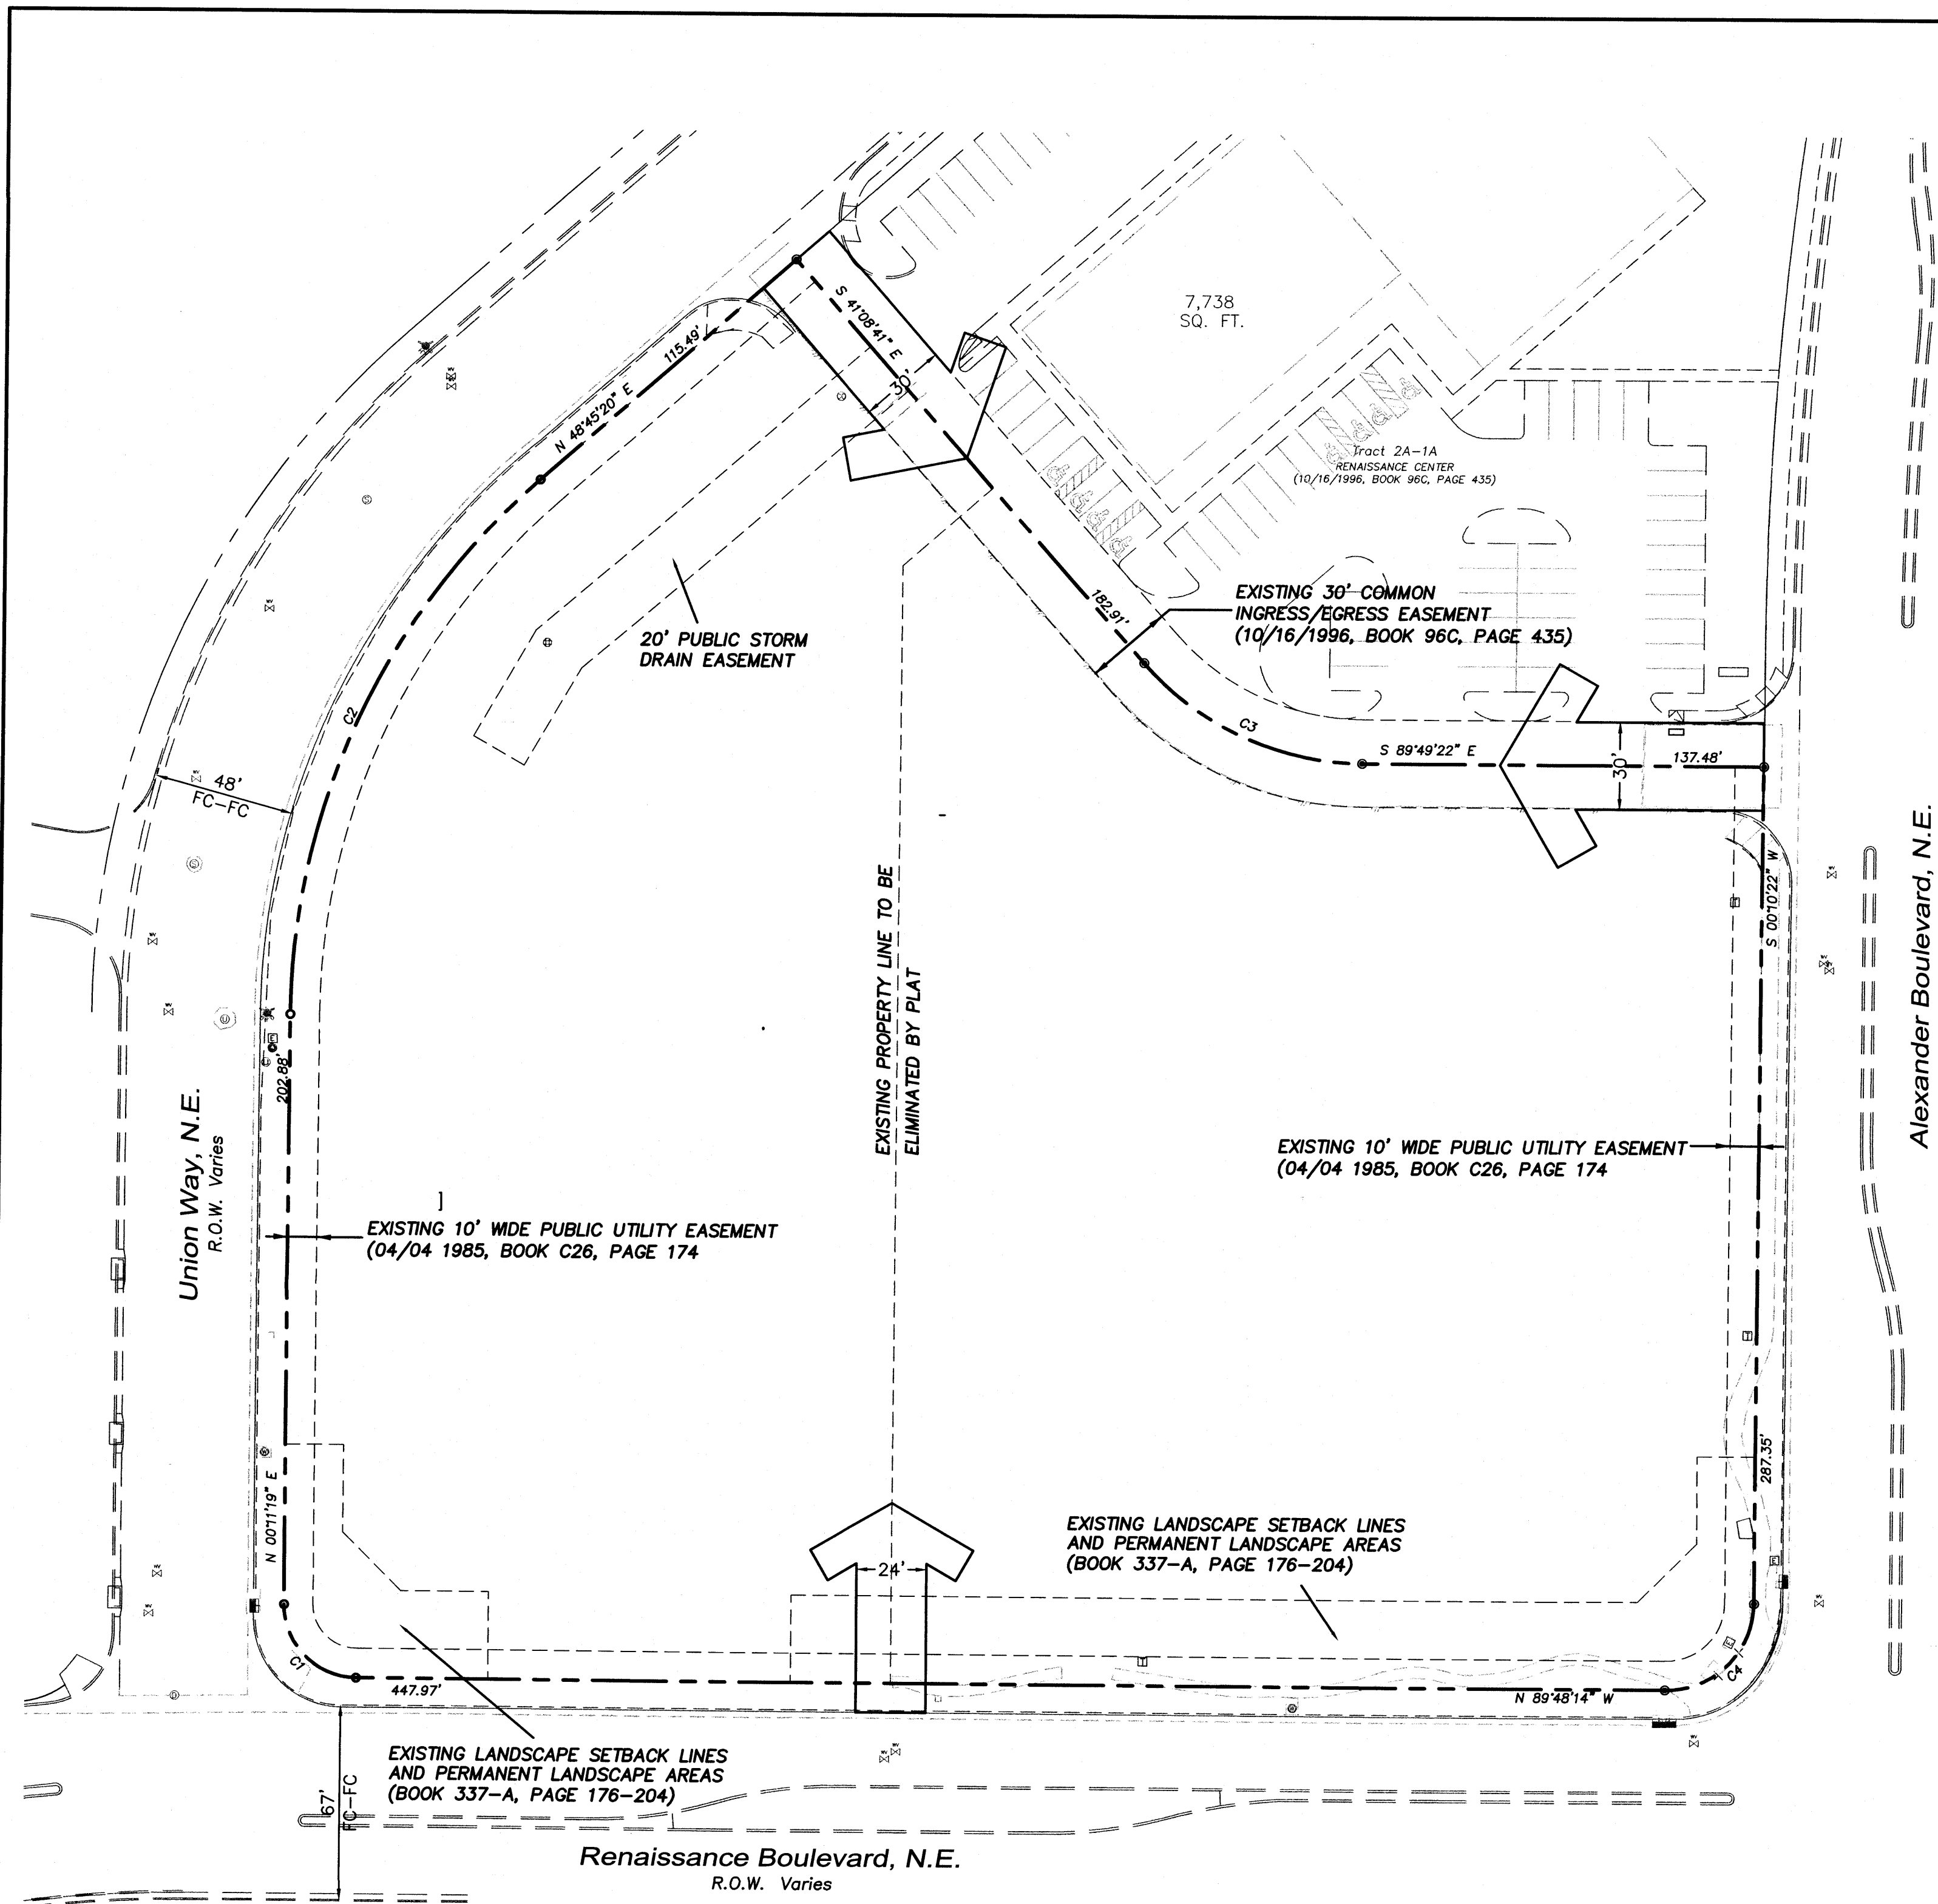 7,738
SQ. FT.
S 41°08'41" E
30'
115.49'
N 48°45'20" E
Tract 2A-1A
RENAISSANCE CENTER
(10/16/1996, BOOK 96C, PAGE 435)
EXISTING 30' COMMON
INGRESS/EGRESS EASEMENT
(10/16/1996, BOOK 96C, PAGE 435)
182.91'
20' PUBLIC STORM
DRAIN EASEMENT
C2
C3
S 89°49'22" E
137.48'
30'
48'
FC-FC
S 00°10'22" W
Alexander Boulevard, N.E.
EXISTING PROPERTY LINE TO BE
ELIMINATED BY PLAT
202.88'
Union Way, N.E.
R.O.W. Varies
EXISTING 10' WIDE PUBLIC UTILITY EASEMENT
(04/04 1985, BOOK C26, PAGE 174
]
EXISTING 10' WIDE PUBLIC UTILITY EASEMENT
(04/04 1985, BOOK C26, PAGE 174
287.35'
N 00°11'19" E
EXISTING LANDSCAPE SETBACK LINES
AND PERMANENT LANDSCAPE AREAS
(BOOK 337-A, PAGE 176-204)
24'
C1
C4
447.97'
N 89°48'14" W
EXISTING LANDSCAPE SETBACK LINES
AND PERMANENT LANDSCAPE AREAS
(BOOK 337-A, PAGE 176-204)
67'
FC-FC
Renaissance Boulevard, N.E.
R.O.W. Varies